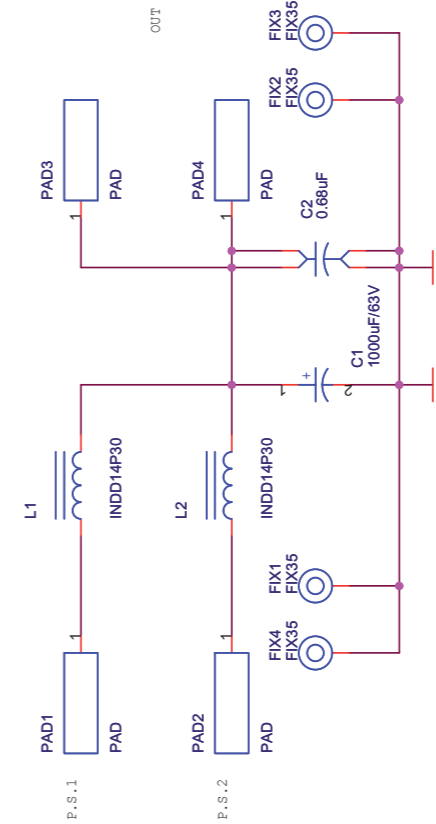 OUT
FIX3
FIX35
FIX2
FIX35
PAD3
PAD
1
PAD4
PAD
1
C2
0.68uF
C1
1000uF/63V
+
1
2
L1
INDD14P30
L2
INDD14P30
FIX1
FIX35
FIX4
FIX35
PAD1
PAD
1
PAD2
PAD
1
P.S.1
P.S.2